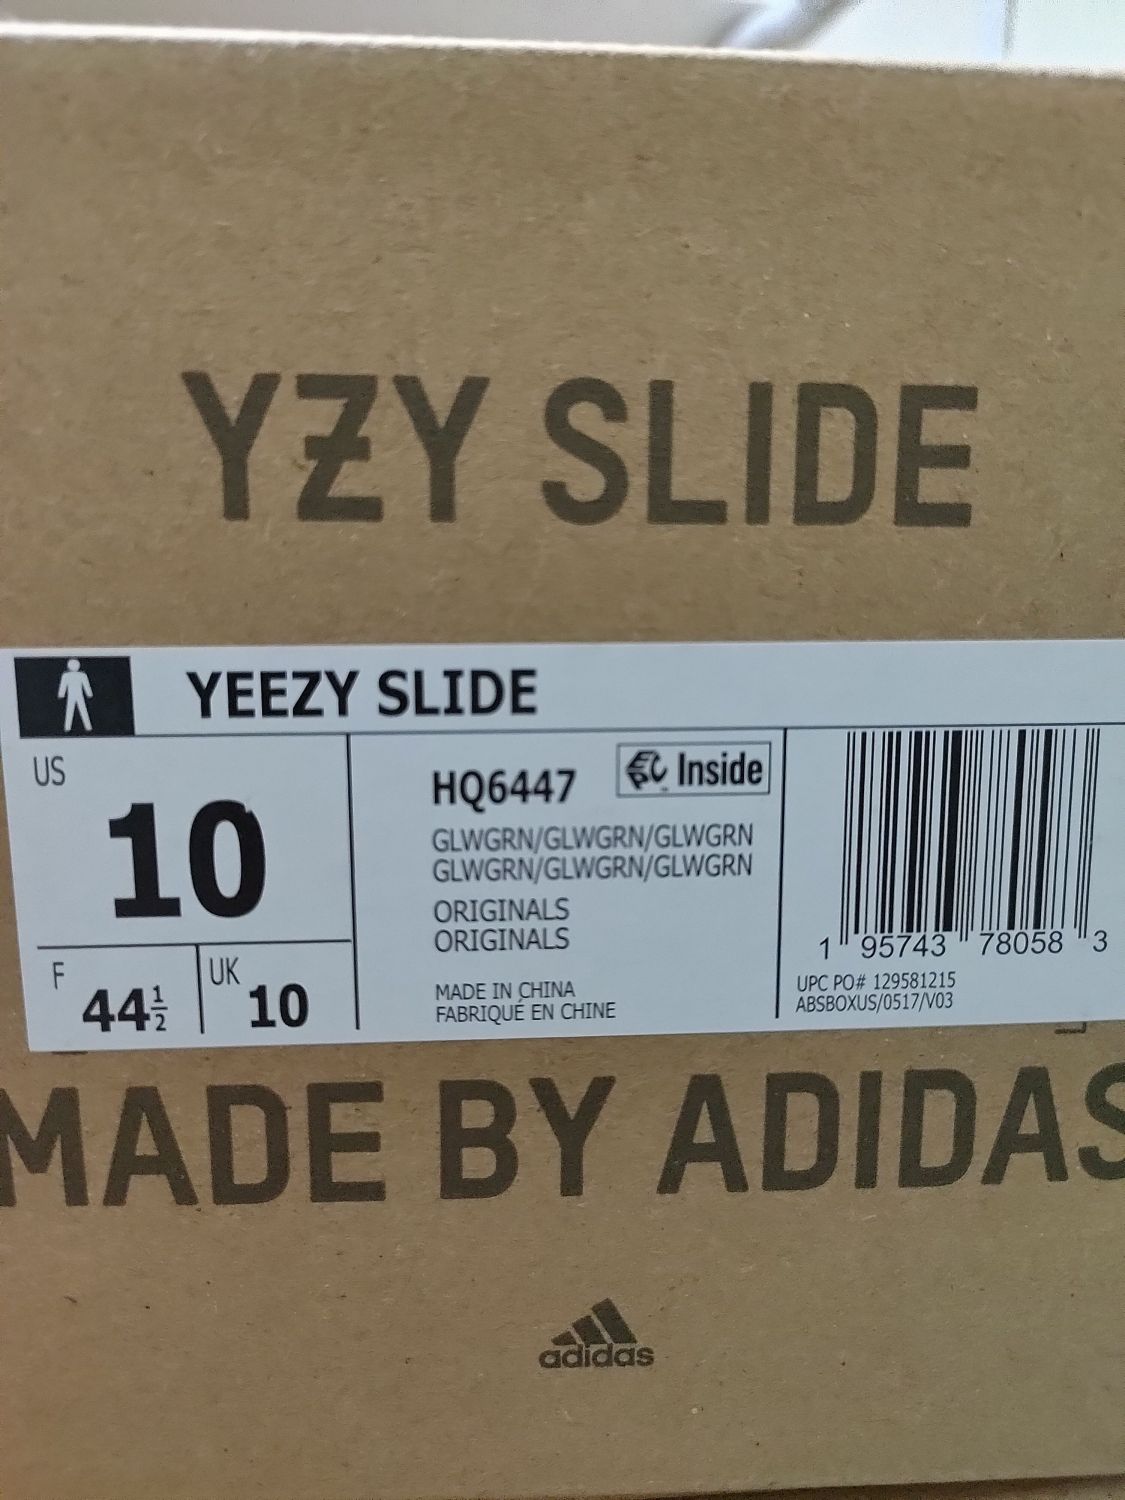 YZY SLIDE
YEEZY SLIDE
US
10
F
44½
UK
10
HQ6447
Inside
GLWGRN/GLWGRN/GLWGRN
GLWGRN/GLWGRN/GLWGRN
ORIGINALS
ORIGINALS
MADE IN CHINA
FABRIQUÉ EN CHINE
1 95743 78058 3
UPC PO# 129581215
ABSBOXUS/0517/V03
MADE BY ADIDAS
adidas